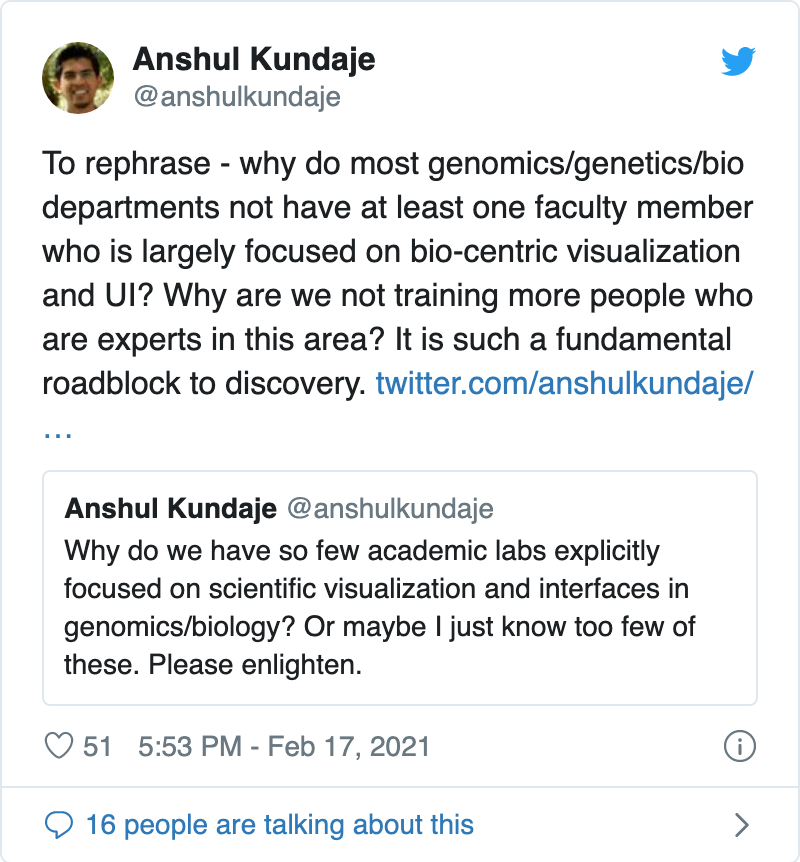 Anshul Kundaje
@anshulkundaje
To rephrase - why do most genomics/genetics/bio
departments not have at least one faculty member
who is largely focused on bio-centric visualization
and UI? Why are we not training more people who
are experts in this area? It is such a fundamental
roadblock to discovery. twitter.com/anshulkundaje/
…
Anshul Kundaje @anshulkundaje
Why do we have so few academic labs explicitly
focused on scientific visualization and interfaces in
genomics/biology? Or maybe I just know too few of
these. Please enlighten.
51 5:53 PM - Feb 17, 2021
16 people are talking about this